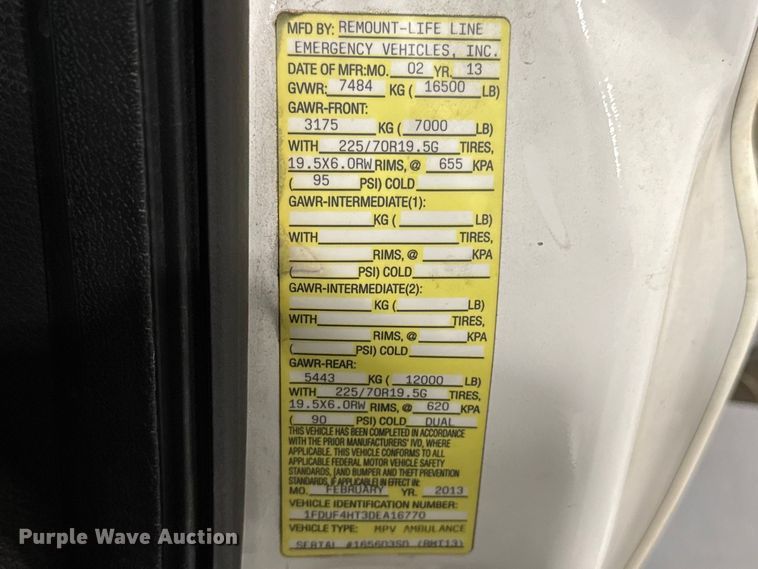 MFD BY: REMOUNT-LIFE LINE
EMERGENCY VEHICLES, INC.
DATE OF MFR:MO. 02 YR. 13
GVWR: 7484 KG ( 16500 LB)
GAWR-FRONT:
3175 KG ( 7000 LB)
WITH 225/70R19.5G TIRES,
19.5X6.0RW RIMS, @ 655 KPA
( 95 PSI) COLD
GAWR-INTERMEDIATE(1):
KG ( LB)
WITH TIRES,
RIMS, @ KPA
( PSI) COLD
GAWR-INTERMEDIATE(2):
KG ( LB)
WITH TIRES,
RIMS, @ KPA
( PSI) COLD
GAWR-REAR:
5443 KG ( 12000 LB)
WITH 225/70R19.5G TIRES,
19.5X6.0RW RIMS, @ 620 KPA
( 90 PSI) COLD DUAL
THIS VEHICLE HAS BEEN COMPLETED IN ACCORDANCE
WITH THE PRIOR MANUFACTURERS' IVD, WHERE
APPLICABLE. THIS VEHICLE CONFORMS TO ALL
APPLICABLE FEDERAL MOTOR VEHICLE SAFETY
STANDARDS, (AND BUMPER AND THEFT PREVENTION
STANDARDS, IF APPLICABLE) IN EFFECT IN:
MO. FEBRUARY YR. 2013
VEHICLE IDENTIFICATION NUMBER:
1FDUF4HT3DEA16770
VEHICLE TYPE: MPV AMBULANCE
SERIAL #165603SD (RMT13)
Purple Wave Auction